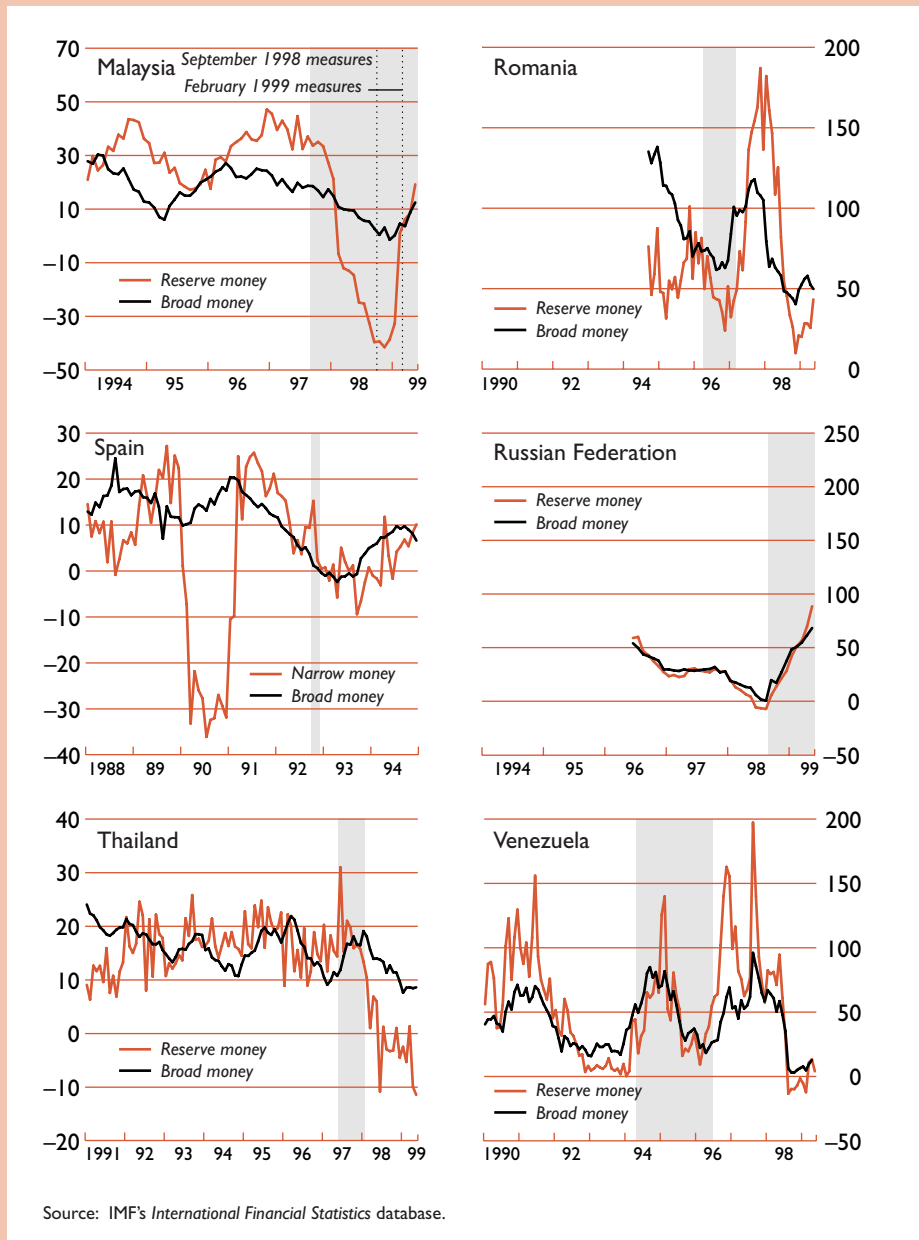 Malaysia
September 1998 measures
February 1999 measures
70
50
30
10
−10
−30
−50
Reserve money
Broad money
1994 95 96 97 98 99
Romania
200
150
100
50
0
Reserve money
Broad money
1990 92 94 96 98
Spain
30
20
10
0
−10
−20
−30
−40
Narrow money
Broad money
1988 89 90 91 92 93 94
Russian Federation
250
200
150
100
50
0
−50
Reserve money
Broad money
1994 95 96 97 98 99
Thailand
40
30
20
10
0
−10
−20
Reserve money
Broad money
1991 92 93 94 95 96 97 98 99
Venezuela
200
150
100
50
0
−50
Reserve money
Broad money
1990 92 94 96 98
Source: IMF's International Financial Statistics database.